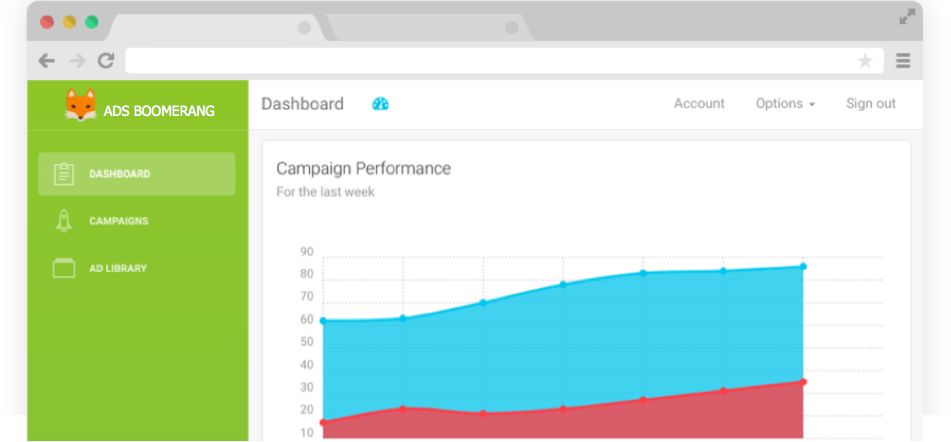 ADS BOOMERANG
Dashboard
Account Options Sign out
DASHBOARD
CAMPAIGNS
AD LIBRARY
Campaign Performance
For the last week
90
80
70
60
50
40
30
20
10